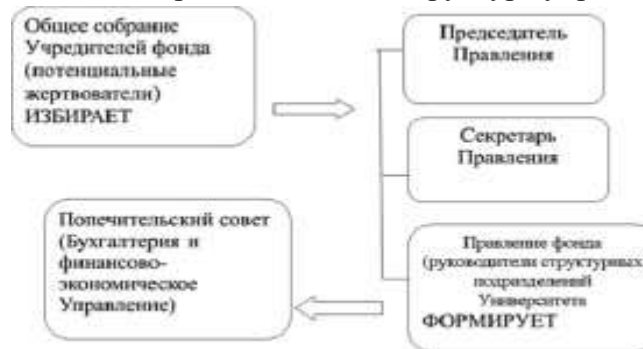 Общее собрание
Учредителей фонда
(потенциальные
жертвователи)
ИЗБИРАЕТ
Председатель
Правления
Секретарь
Правления
Попечительский совет
(Бухгалтерия и
финансово-
экономическое
Управление)
Правление фонда
(руководители структурных
подразделений
Университета
ФОРМИРУЕТ